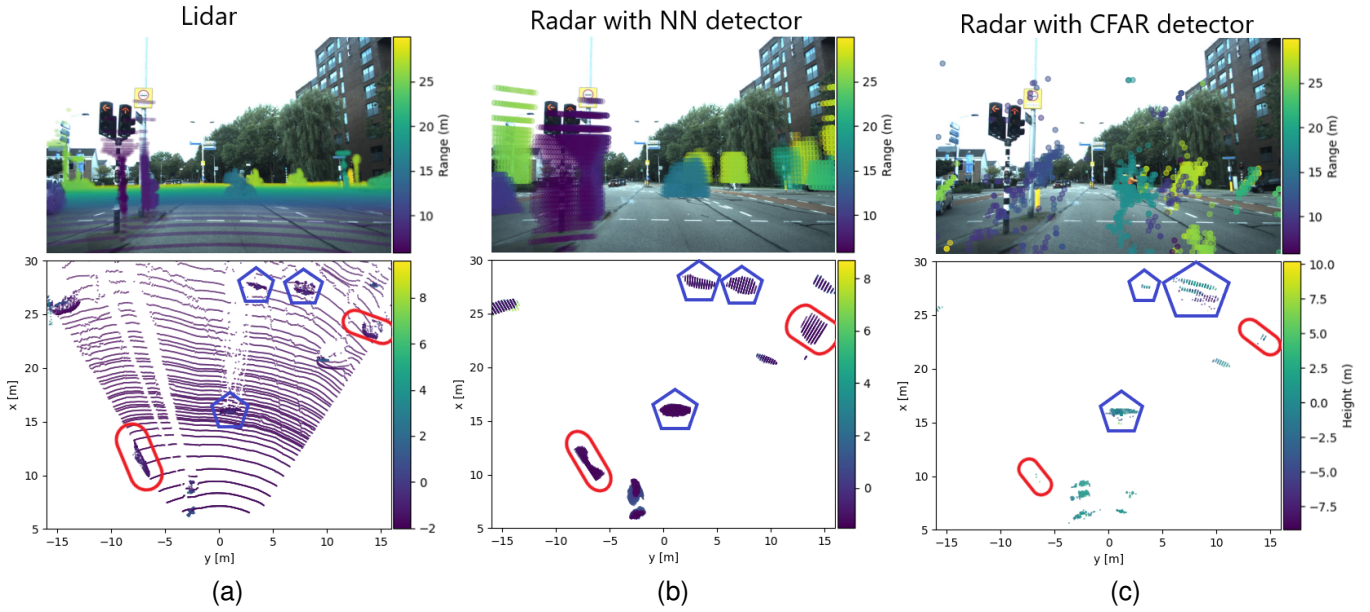 Lidar
Radar with NN detector
Radar with CFAR detector
25
20
15
10
Range (m)
25
20
15
10
Range (m)
25
20
15
10
Range (m)
30
25
20
15
10
5
x [m]
−15 −10 −5 0 5 10 15
y [m]
8
6
4
2
0
−2
30
25
20
15
10
5
x [m]
−15 −10 −5 0 5 10 15
y [m]
8
6
4
2
0
30
25
20
15
10
5
x [m]
−15 −10 −5 0 5 10 15
y [m]
10.0
7.5
5.0
2.5
0.0
−2.5
−5.0
−7.5
Height (m)
(a)
(b)
(c)